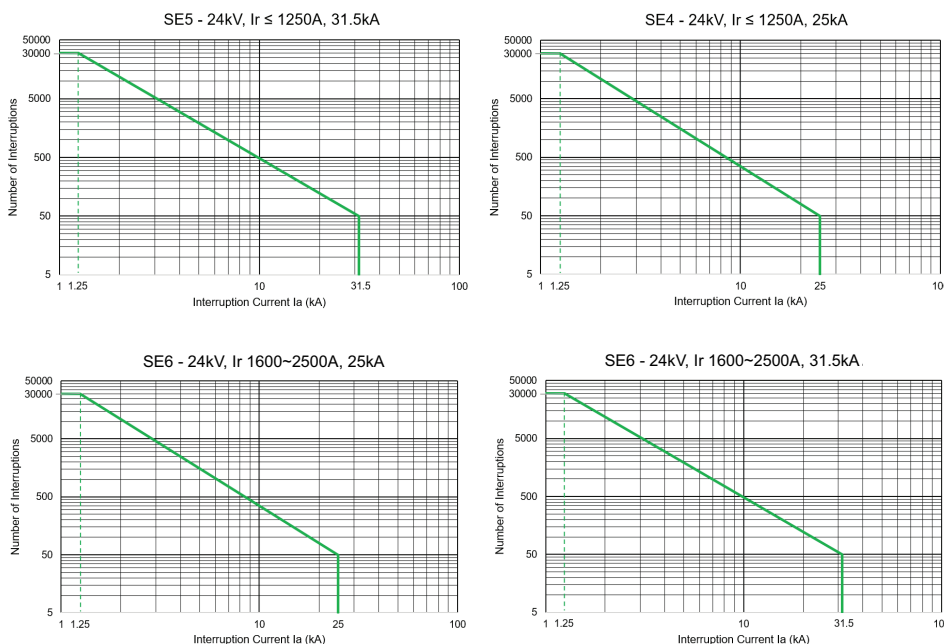 SE5 - 24kV, Ir ≤ 1250A, 31.5kA
Number of Interruptions
50000
30000
5000
500
50
5
1 1.25 10 31.5 100
Interruption Current Ia (kA)
SE4 - 24kV, Ir ≤ 1250A, 25kA
Number of Interruptions
50000
30000
5000
500
50
5
1 1.25 10 25 10
Interruption Current Ia (kA)
SE6 - 24kV, Ir 1600~2500A, 25kA
Number of Interruptions
50000
30000
5000
500
50
5
1 1.25 10 25 100
Interruption Current Ia (kA)
SE6 - 24kV, Ir 1600~2500A, 31.5kA
Number of Interruptions
50000
30000
5000
500
50
5
1 1.25 10 31.5 10
Interruption Current Ia (kA)